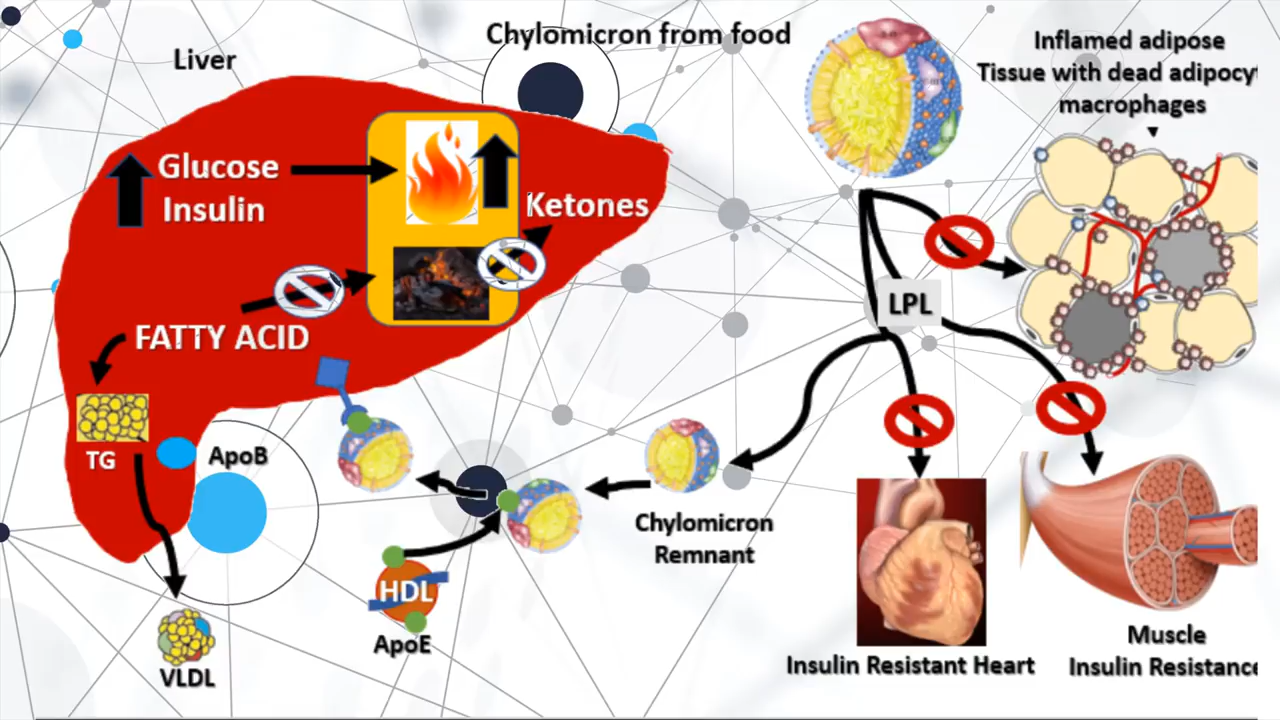 Chylomicron from food
Liver
Inflamed adipose
Tissue with dead adipocy
macrophages
Glucose
Insulin
Ketones
FATTY ACID
LPL
TG
ApoB
Chylomicron
Remnant
HDL
ApoE
VLDL
Insulin Resistant Heart
Muscle
Insulin Resistance